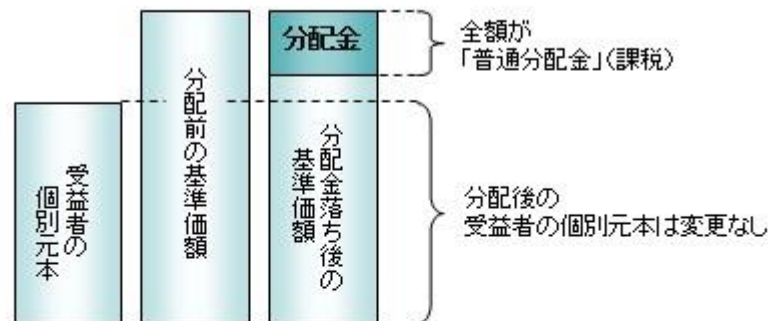 受益者の
個別元本
分配前の基準価額
分配金
分配金落ち後の
基準価額
全額が
「普通分配金」(課税)
分配後の
受益者の個別元本は変更なし